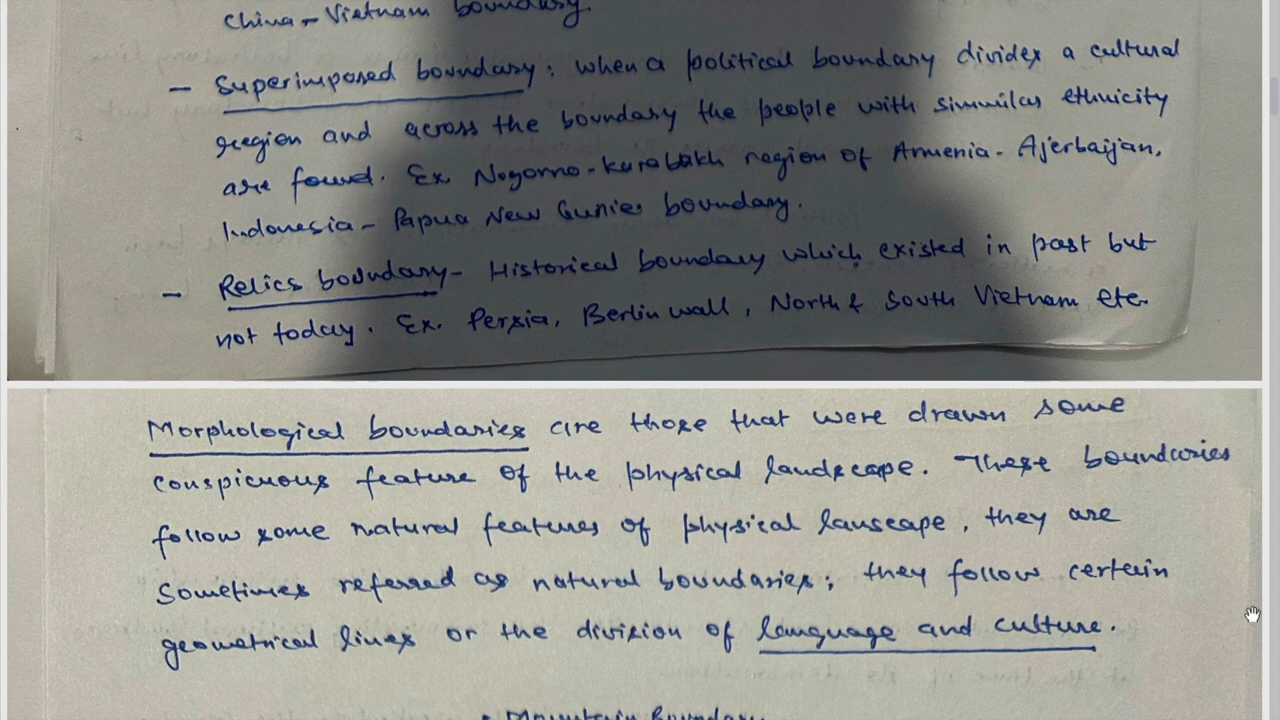 China - Vietnam boundary
- Superimposed boundary: when a political boundary divides a cultural
region and across the boundary the people with simmilar ethnicity
are found. Ex. Nogorno-Karabakh region of Armenia - Ajerbaijan,
Indonesia - Papua New Gunie boundary.
- Relics boundary - Historical boundary which existed in past but
not today. Ex. Persia, Berlin wall, North & South Vietnam etc.
Morphological boundaries are those that were drawn some
conspicuous feature of the physical landscape. These boundaries
follow some natural features of physical lanscape, they are
sometimes referred as natural boundaries; they follow certain
geometrical lines or the division of language and culture.
• Mountain Boundary